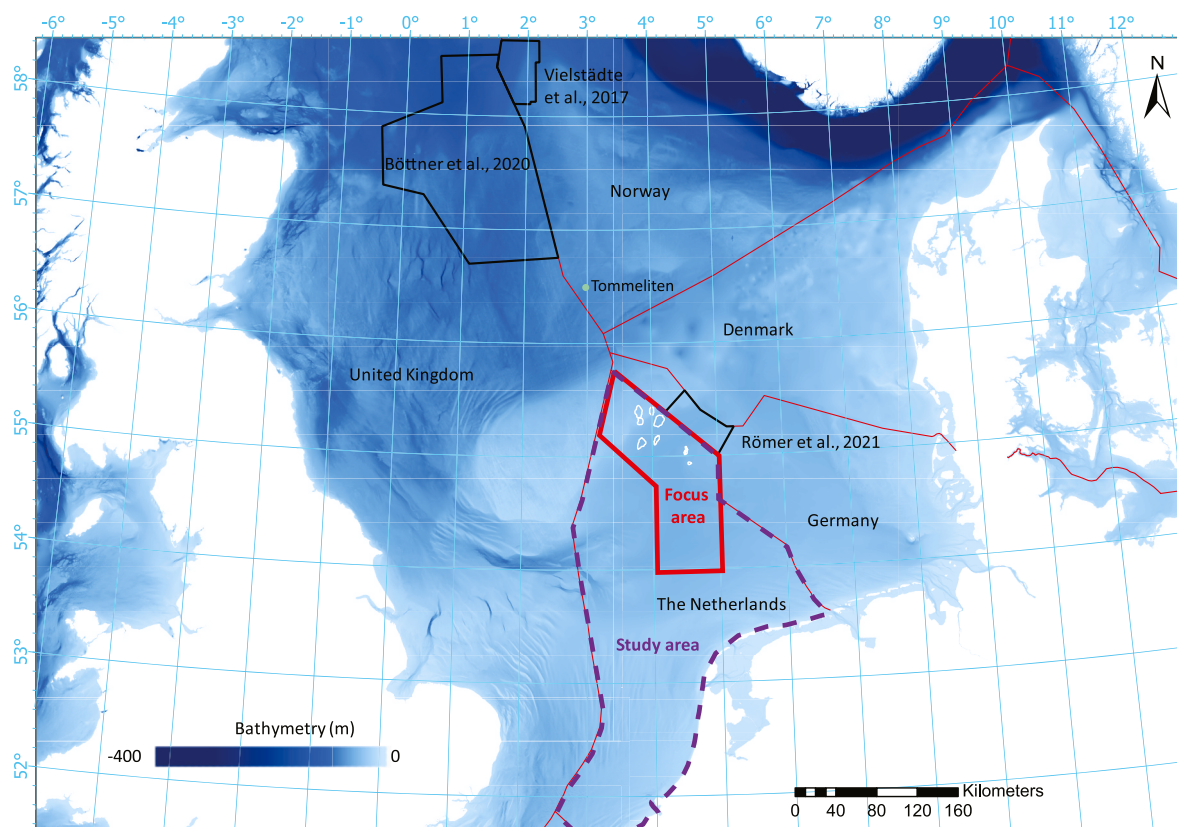 -6° -5° -4° -3° -2° -1° 0° 1° 2° 3° 4° 5° 6° 7° 8° 9° 10° 11° 12°
N
58°
Vielstädte
et al., 2017
Böttner et al., 2020
57°
Norway
56°
Tommeliten
Denmark
United Kingdom
55°
Römer et al., 2021
Focus
area
54°
Germany
The Netherlands
53°
Study area
Bathymetry (m)
-400 0
52°
Kilometers
0 20 40 80 120 160